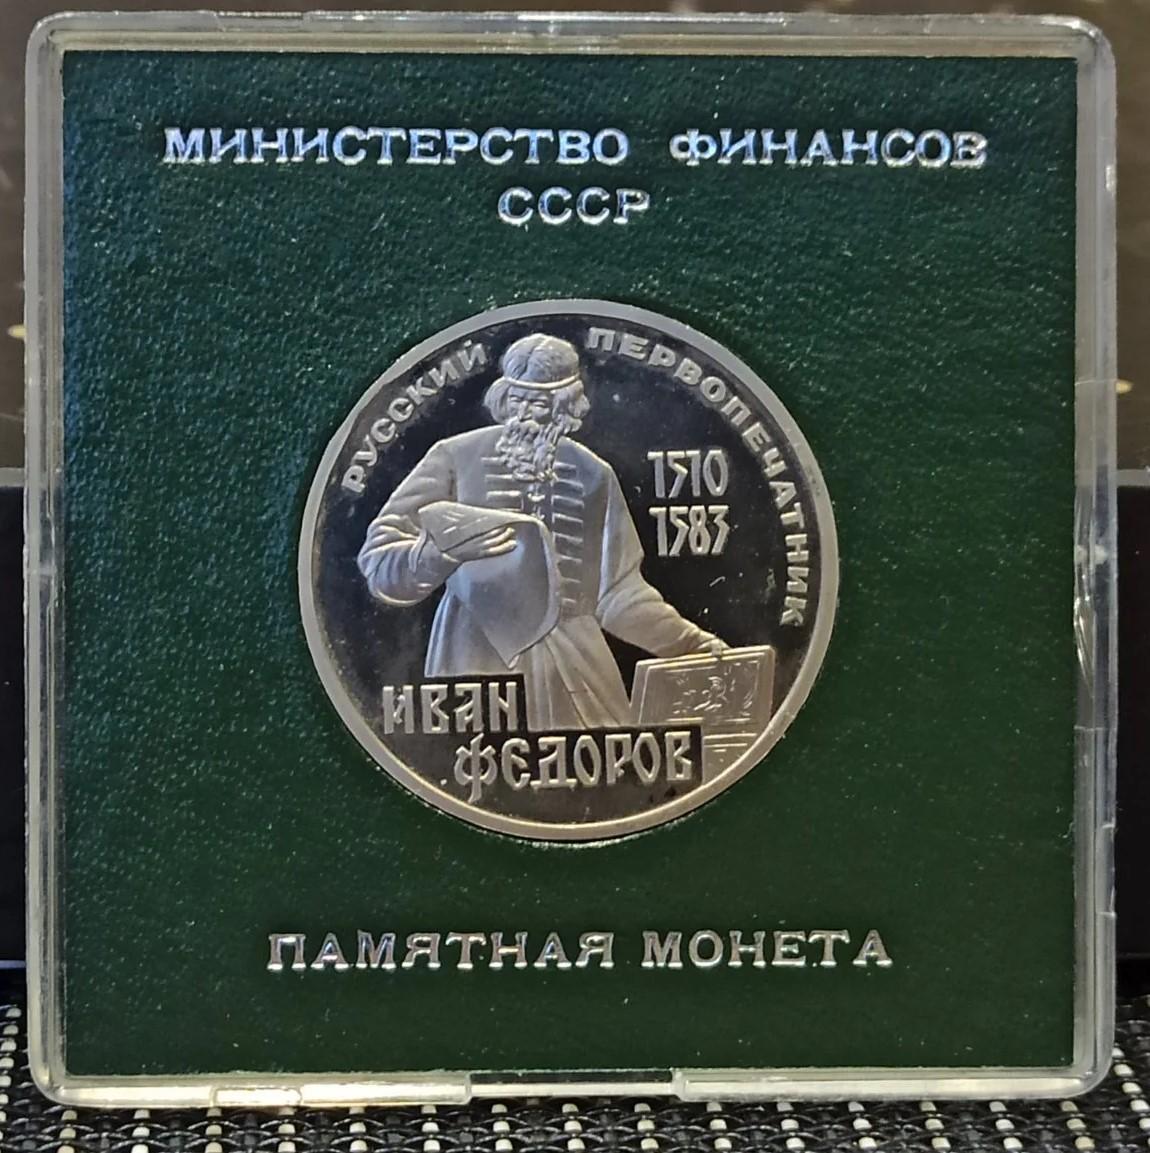 МИНИСТЕРСТВО ФИНАНСОВ
СССР
РУССКИЙ ПЕРВОПЕЧАТНИК
1510
1583
ИВАН
ФЕДОРОВ
ПАМЯТНАЯ МОНЕТА